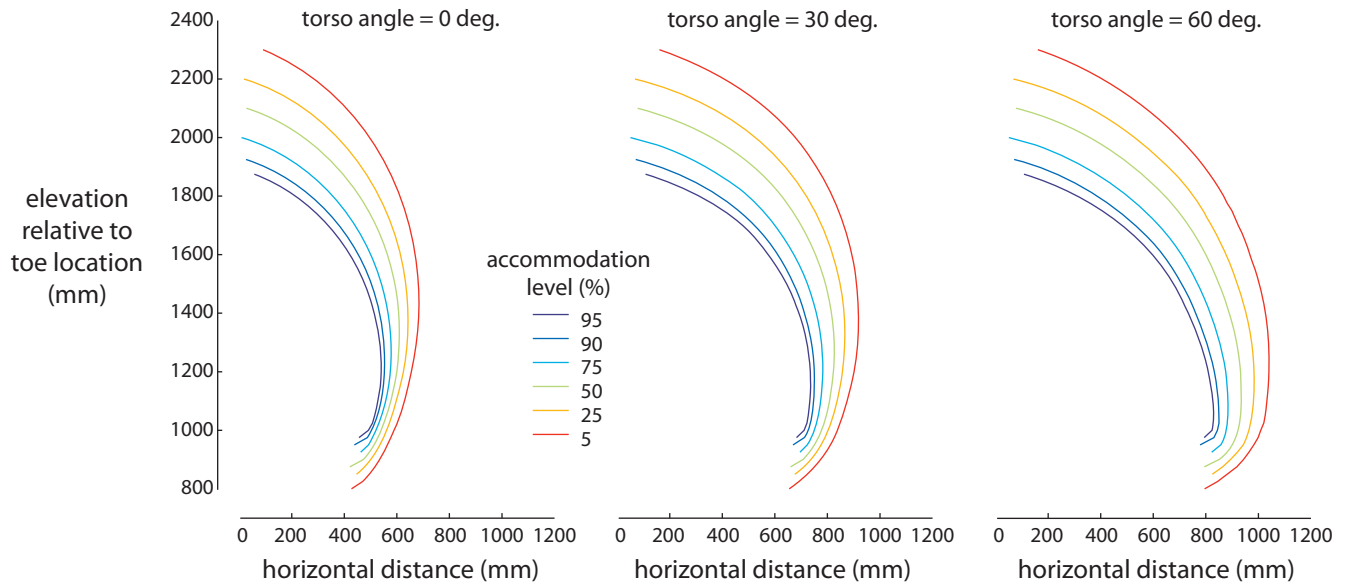 torso angle = 0 deg.
torso angle = 30 deg.
torso angle = 60 deg.
2400
2200
2000
1800
1600
1400
1200
1000
800
elevation
relative to
toe location
(mm)
accommodation
level (%)
95
90
75
50
25
5
0 200 400 600 800 1000 1200
0 200 400 600 800 1000 1200
0 200 400 600 800 1000 1200
horizontal distance (mm)
horizontal distance (mm)
horizontal distance (mm)